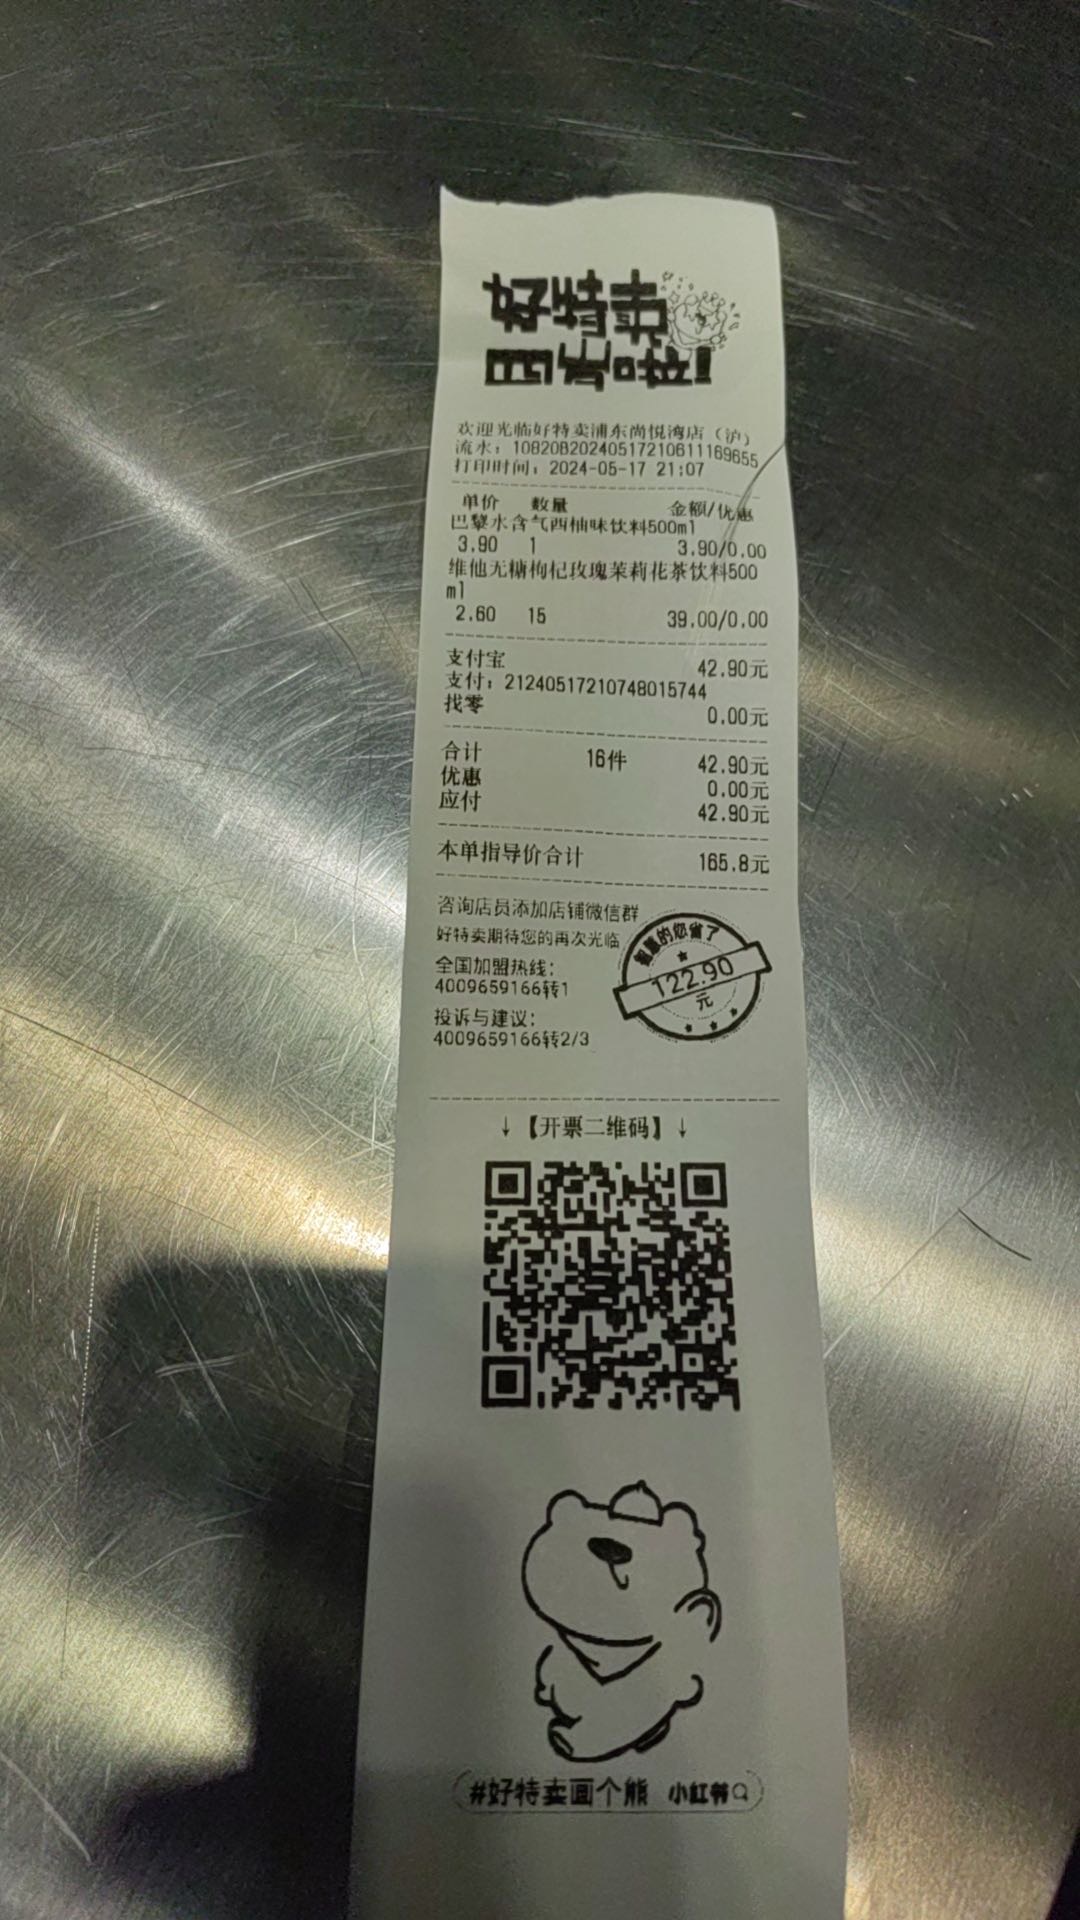 好特卖
欢迎光临好特卖浦东尚悦湾店（沪）
流水：10820B20240517210611169655
打印时间：2024-05-17 21:07
单价 数量 金额/优惠
巴黎水含气西柚味饮料500ml
3.90 1 3.90/0.00
维他无糖枸杞玫瑰茉莉花茶饮料500
ml
2.60 15 39.00/0.00
支付宝 42.90元
支付：21240517210748015744
找零 0.00元
合计 16件 42.90元
优惠 0.00元
应付 42.90元
本单指导价合计 165.8元
咨询店员添加店铺微信群
好特卖期待您的再次光临
全国加盟热线：
4009659166转1
投诉与建议：
4009659166转2/3
智慧的您省了
122.90
元
↓【开票二维码】↓
#好特卖画个熊 小红书